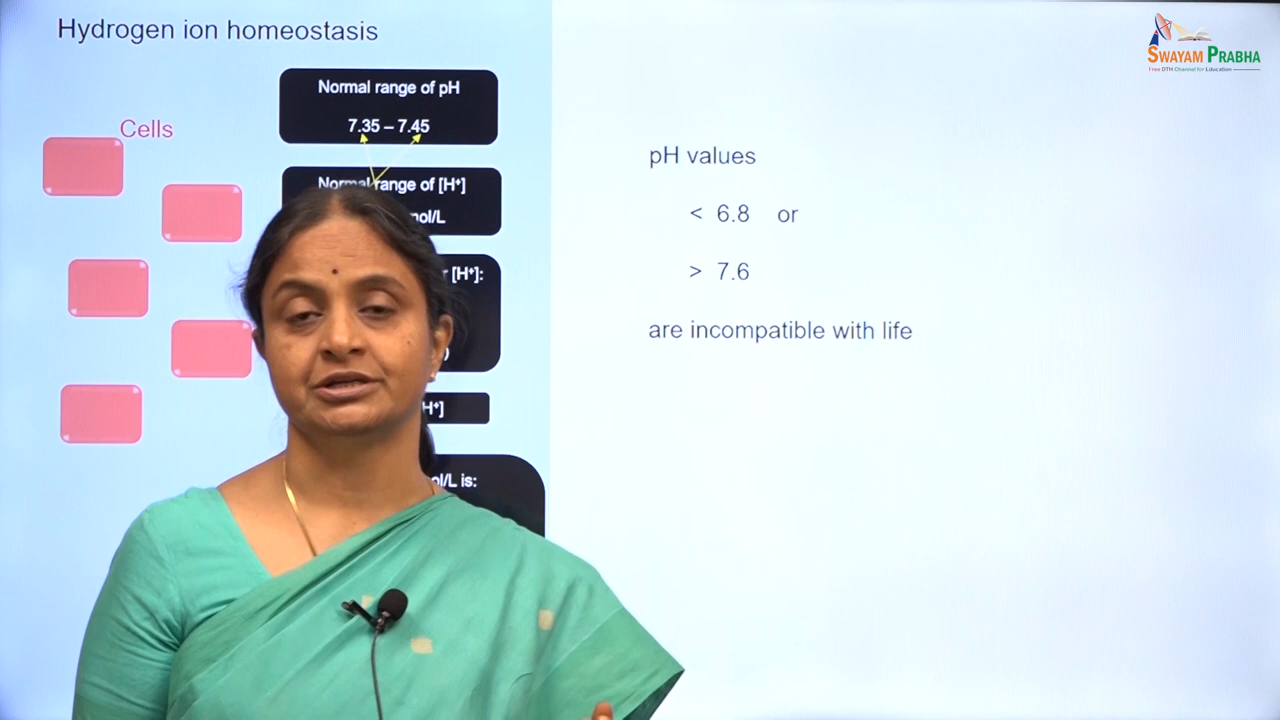 Hydrogen ion homeostasis
Cells
Normal range of pH
7.35 – 7.45
Normal range of [H⁺]
mol/L
[H⁺]:
H⁺]
ol/L is:
pH values
< 6.8 or
> 7.6
are incompatible with life
SWAYAM PRABHA
Free DTH Channel for Education